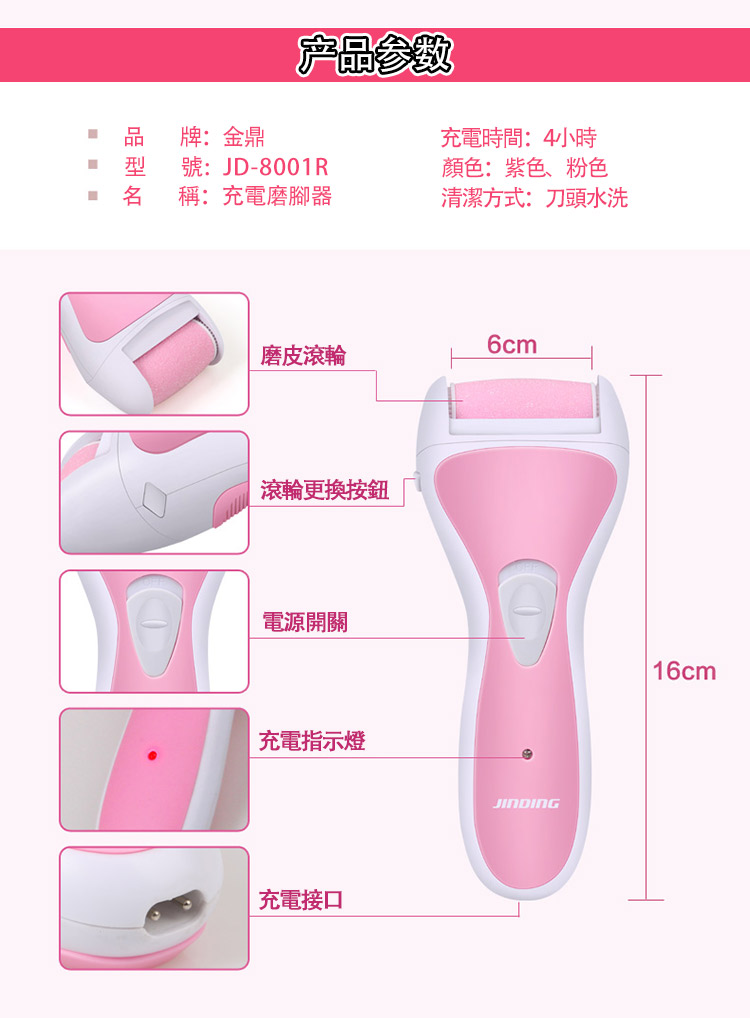 产品参数
品 牌：金鼎
型 號：JD-8001R
名 稱：充電磨腳器
充電時間：4小時
顏色：紫色、粉色
清潔方式：刀頭水洗
6cm
磨皮滾輪
滾輪更換按鈕
電源開關
16cm
充電指示燈
JINDING
充電接口